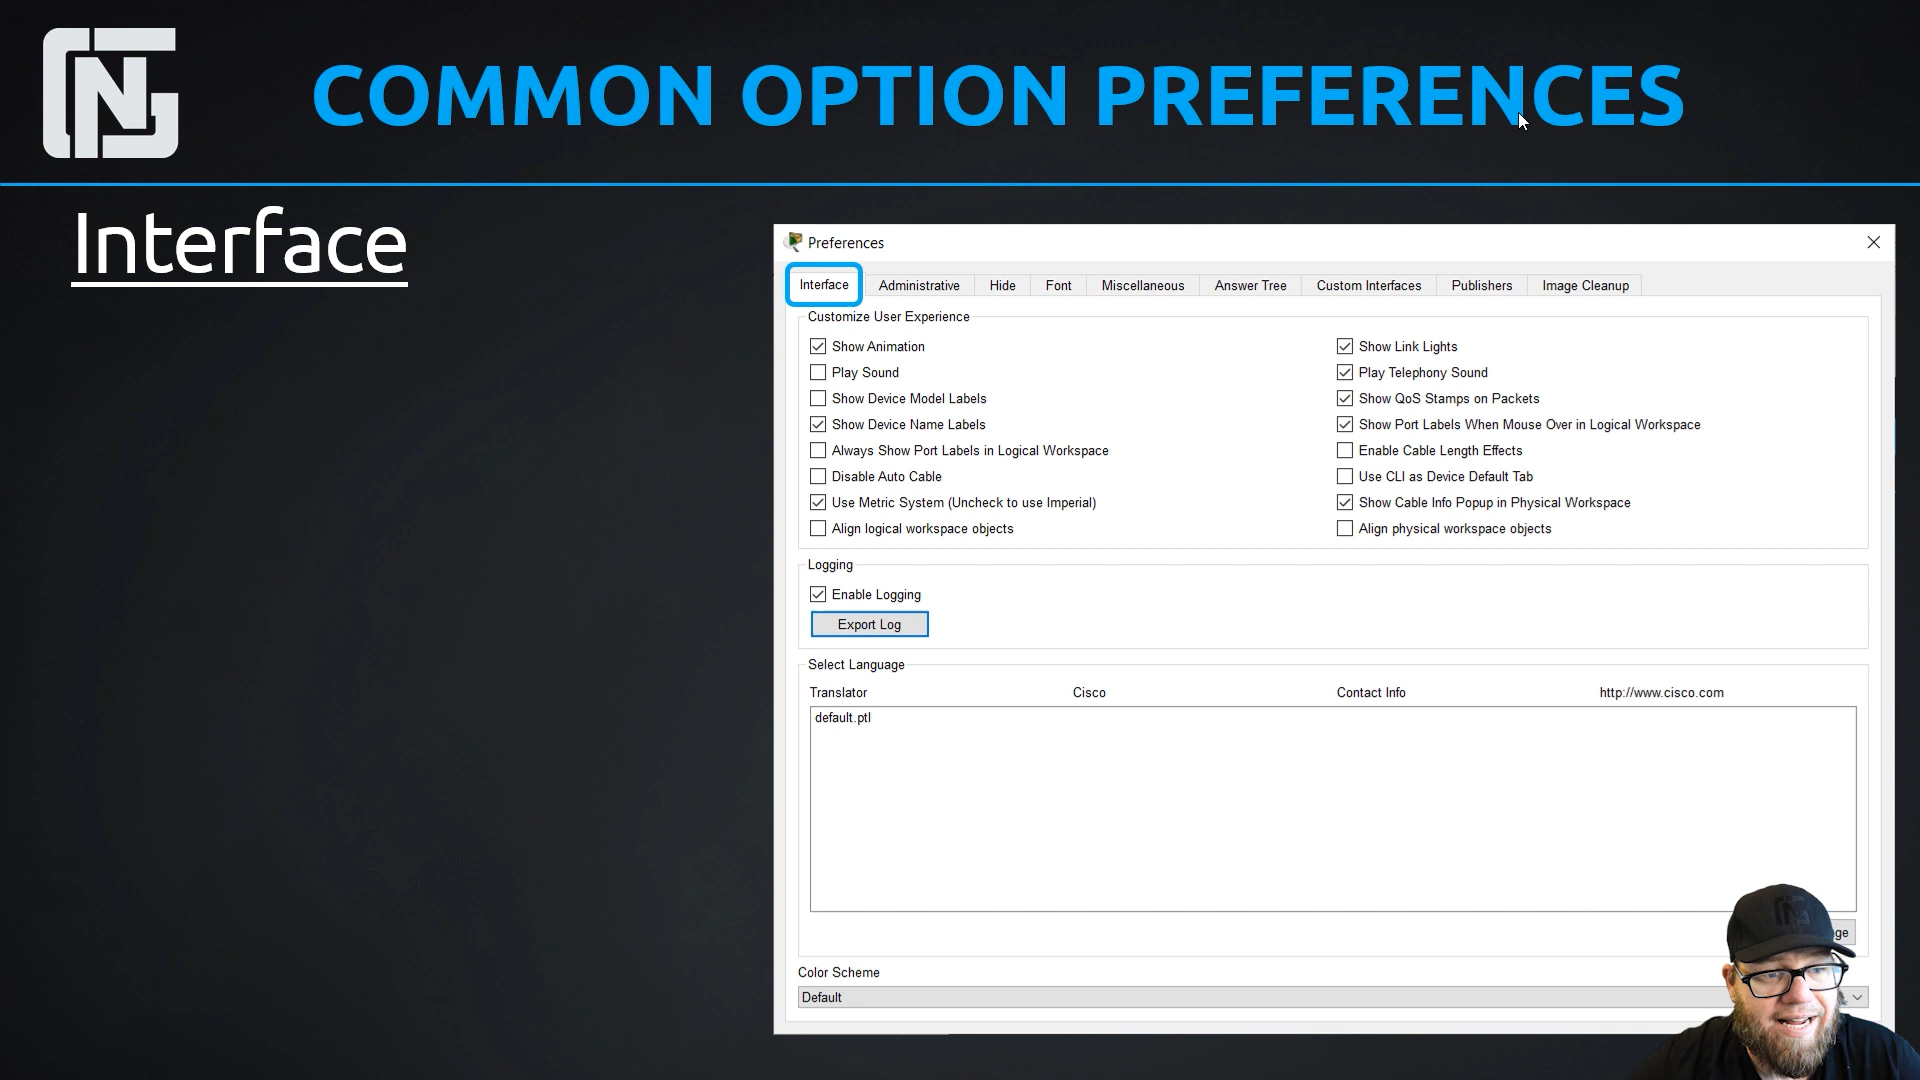 COMMON OPTION PREFERENCES
Interface
Preferences
Interface Administrative Hide Font Miscellaneous Answer Tree Custom Interfaces Publishers Image Cleanup
Customize User Experience
Show Animation Show Link Lights
Play Sound Play Telephony Sound
Show Device Model Labels Show QoS Stamps on Packets
Show Device Name Labels Show Port Labels When Mouse Over in Logical Workspace
Always Show Port Labels in Logical Workspace Enable Cable Length Effects
Disable Auto Cable Use CLI as Device Default Tab
Use Metric System (Uncheck to use Imperial) Show Cable Info Popup in Physical Workspace
Align logical workspace objects Align physical workspace objects
Logging
Enable Logging
Export Log
Select Language
Translator Cisco Contact Info http://www.cisco.com
default.ptl
Color Scheme
Default